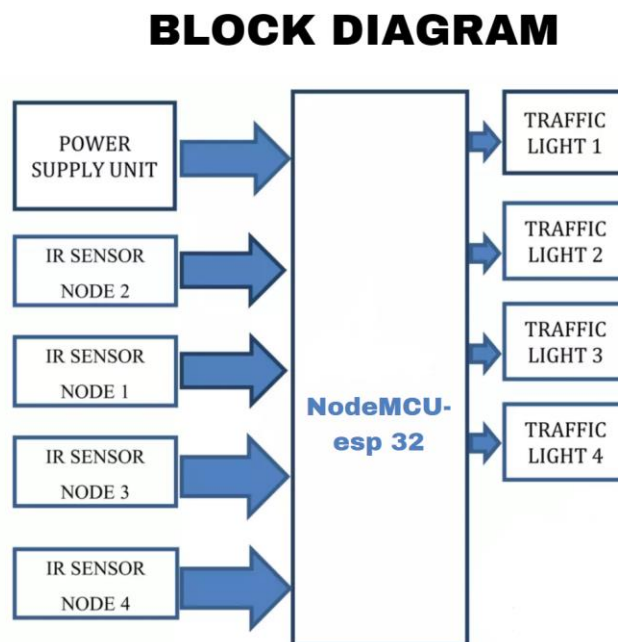 BLOCK DIAGRAM
POWER
SUPPLY UNIT
IR SENSOR
NODE 2
IR SENSOR
NODE 1
IR SENSOR
NODE 3
IR SENSOR
NODE 4
NodeMCU-
esp 32
TRAFFIC
LIGHT 1
TRAFFIC
LIGHT 2
TRAFFIC
LIGHT 3
TRAFFIC
LIGHT 4